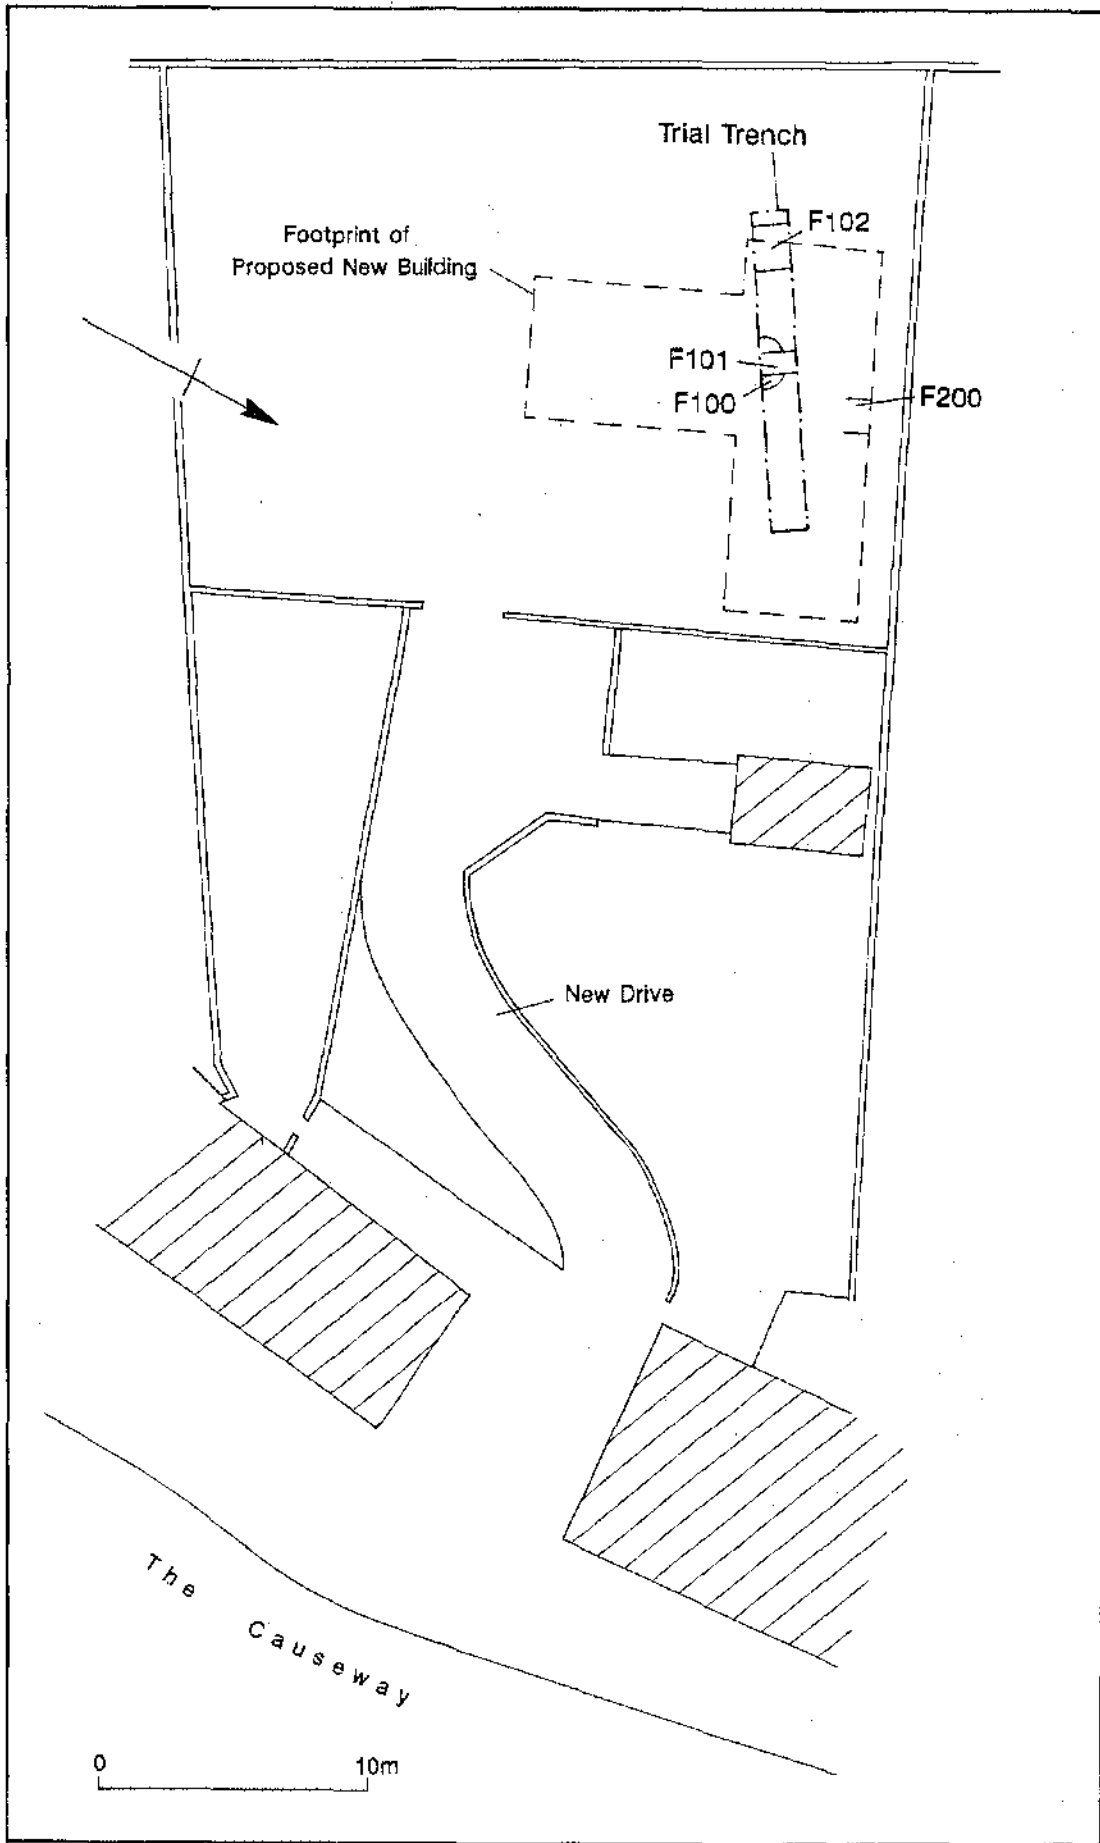 Trial Trench
F102
Footprint of
Proposed New Building
F101
F100
F200
New Drive
The Causeway
0 10m